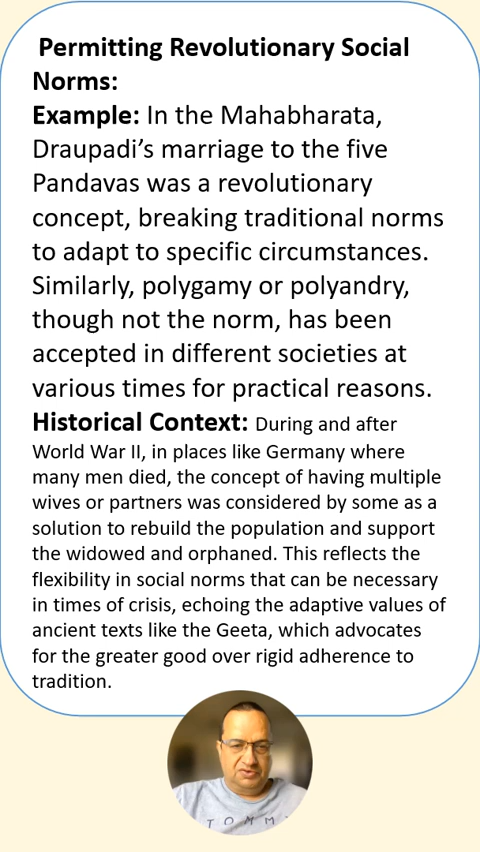 Permitting Revolutionary Social
Norms:
Example: In the Mahabharata,
Draupadi’s marriage to the five
Pandavas was a revolutionary
concept, breaking traditional norms
to adapt to specific circumstances.
Similarly, polygamy or polyandry,
though not the norm, has been
accepted in different societies at
various times for practical reasons.
Historical Context: During and after
World War II, in places like Germany where
many men died, the concept of having multiple
wives or partners was considered by some as a
solution to rebuild the population and support
the widowed and orphaned. This reflects the
flexibility in social norms that can be necessary
in times of crisis, echoing the adaptive values of
ancient texts like the Geeta, which advocates
for the greater good over rigid adherence to
tradition.
TOMM